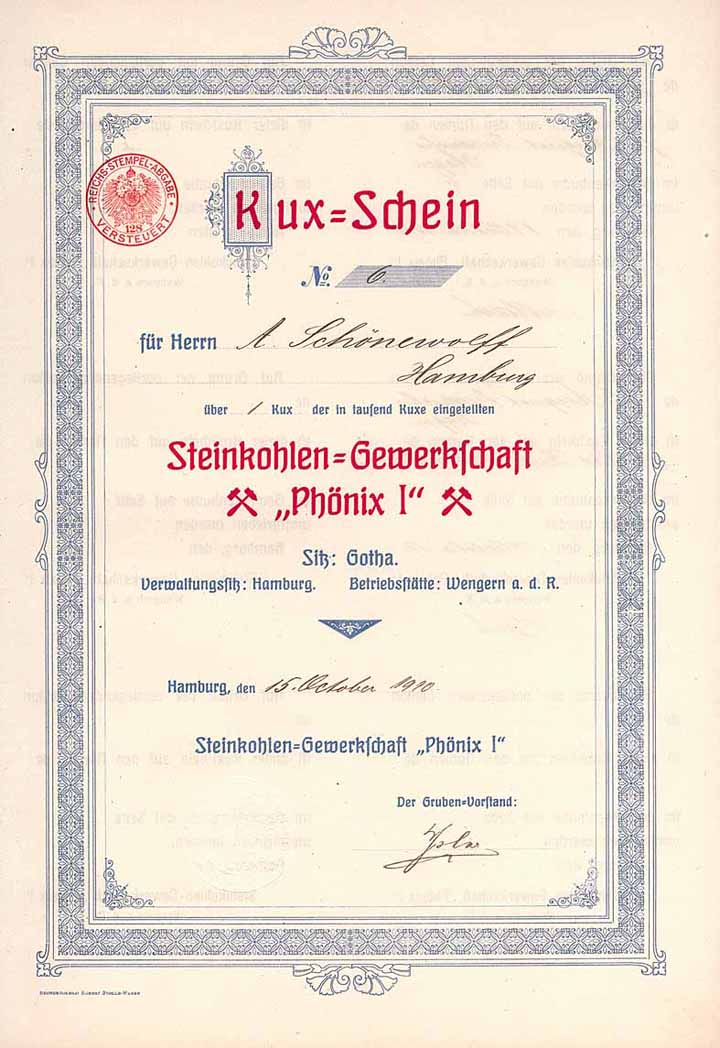 REICHS-STEMPEL-ABGABE
128
VERSTEUERT
Kux=Schein
No. 6.
für Herrn A. Schönewolff
Hamburg
über 1 Kux der in tausend Kuxe eingeteilten
Steinkohlen=Gewerkschaft
„Phönix I“
Sitz: Gotha.
Verwaltungssitz: Hamburg. Betriebsstätte: Wengern a. d. R.
Hamburg, den 15. October 1910
Steinkohlen=Gewerkschaft „Phönix I“
Der Gruben=Vorstand: